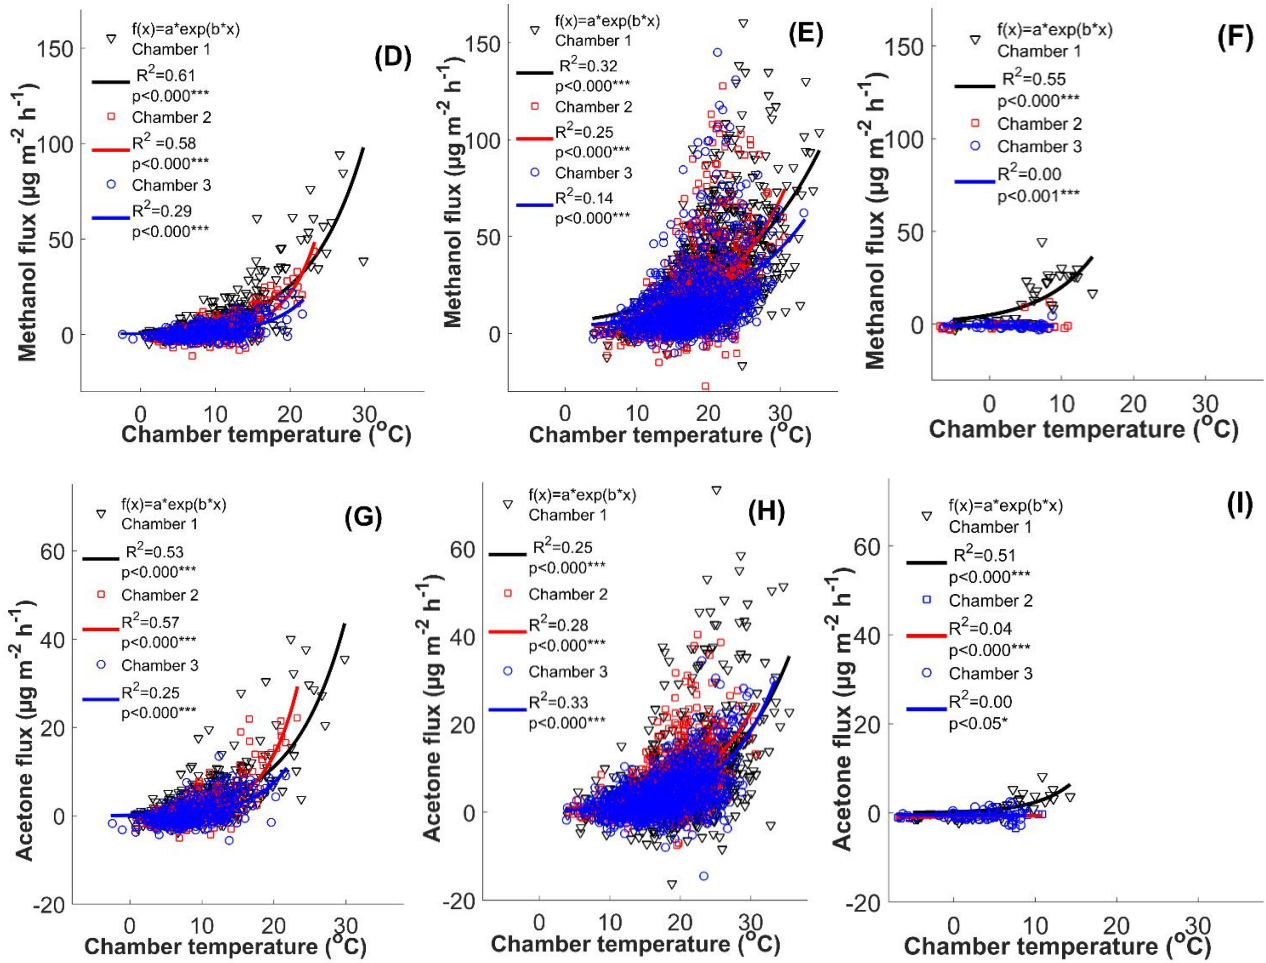 f(x)=a*exp(b*x)
Chamber 1
R²=0.61
p<0.000***
Chamber 2
R²=0.58
p<0.000***
Chamber 3
R²=0.29
p<0.000***
(D)
150
100
50
0
Methanol flux (µg m⁻² h⁻¹)
0 10 20 30
Chamber temperature (°C)
f(x)=a*exp(b*x)
Chamber 1
R²=0.32
p<0.000***
Chamber 2
R²=0.25
p<0.000***
Chamber 3
R²=0.14
p<0.000***
(E)
150
100
50
0
Methanol flux (µg m⁻² h⁻¹)
0 10 20 30
Chamber temperature (°C)
f(x)=a*exp(b*x)
Chamber 1
R²=0.55
p<0.000***
Chamber 2
Chamber 3
R²=0.00
p<0.001***
(F)
150
100
50
0
Methanol flux (µg m⁻² h⁻¹)
0 10 20 30
Chamber temperature (°C)
f(x)=a*exp(b*x)
Chamber 1
R²=0.53
p<0.000***
Chamber 2
R²=0.57
p<0.000***
Chamber 3
R²=0.25
p<0.000***
(G)
60
40
20
0
-20
Acetone flux (µg m⁻² h⁻¹)
0 10 20 30
Chamber temperature (°C)
f(x)=a*exp(b*x)
Chamber 1
R²=0.25
p<0.000***
Chamber 2
R²=0.28
p<0.000***
Chamber 3
R²=0.33
p<0.000***
(H)
60
40
20
0
-20
Acetone flux (µg m⁻² h⁻¹)
0 10 20 30
Chamber temperature (°C)
f(x)=a*exp(b*x)
Chamber 1
R²=0.51
p<0.000***
Chamber 2
R²=0.04
p<0.000***
Chamber 3
R²=0.00
p<0.05*
(I)
60
40
20
0
-20
Acetone flux (µg m⁻² h⁻¹)
0 10 20 30
Chamber temperature (°C)